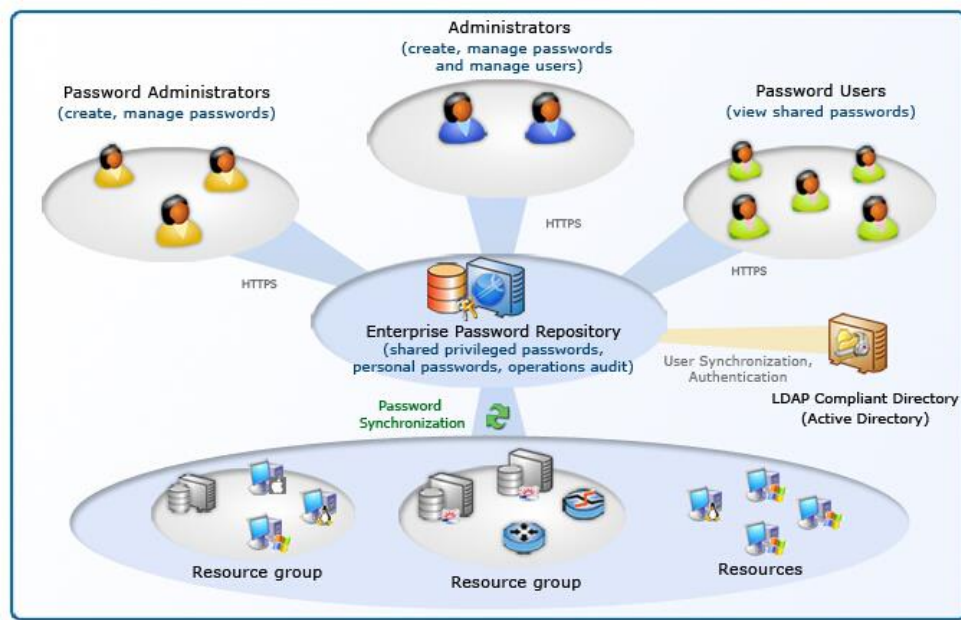 Administrators
(create, manage passwords
and manage users)
Password Administrators
(create, manage passwords)
Password Users
(view shared passwords)
HTTPS
HTTPS
HTTPS
Enterprise Password Repository
(shared privileged passwords,
personal passwords, operations audit)
User Synchronization,
Authentication
LDAP Compliant Directory
(Active Directory)
Password
Synchronization
Resource group
Resource group
Resources